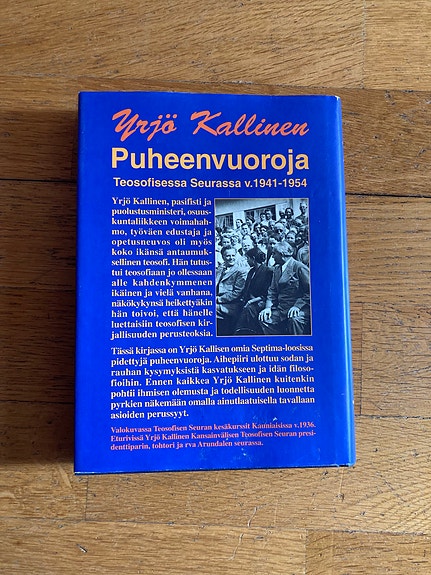 Yrjö Kallinen
Puheenvuoroja
Teosofisessa Seurassa v.1941-1954
Yrjö Kallinen, pasifisti ja
puolustusministeri, osuus-
kuntaliikkeen voimahah-
mo, työväen edustaja ja
opetusneuvos oli myös
koko ikänsä antaumuk-
sellinen teosofi. Hän tutus-
tui teosofiaan jo ollessaan
alle kahdenkymmenen
ikäinen ja vielä vanhana,
näkökykynsä heikettyäkin
hän toivoi, että hänelle
luettaisiin teosofisen kir-
jallisuuden perusteoksia.
Tässä kirjassa on Yrjö Kallisen omia Septima-loosissa
pidettyjä puheenvuoroja. Aihepiiri ulottuu sodan ja
rauhan kysymyksistä kasvatukseen ja idän filoso-
fioihin. Ennen kaikkea Yrjö Kallinen kuitenkin
pohtii ihmisen olemusta ja todellisuuden luonnetta
pyrkien näkemään omalla ainutlaatuisella tavallaan
asioiden perussyyt.
Valokuvassa Teosofisen Seuran kesäkurssit Kauniaisissa v.1936.
Eturivissä Yrjö Kallinen Kansainvälisen Teosofisen Seuran presi-
denttiparin, tohtori ja rva Arundalen seurassa.